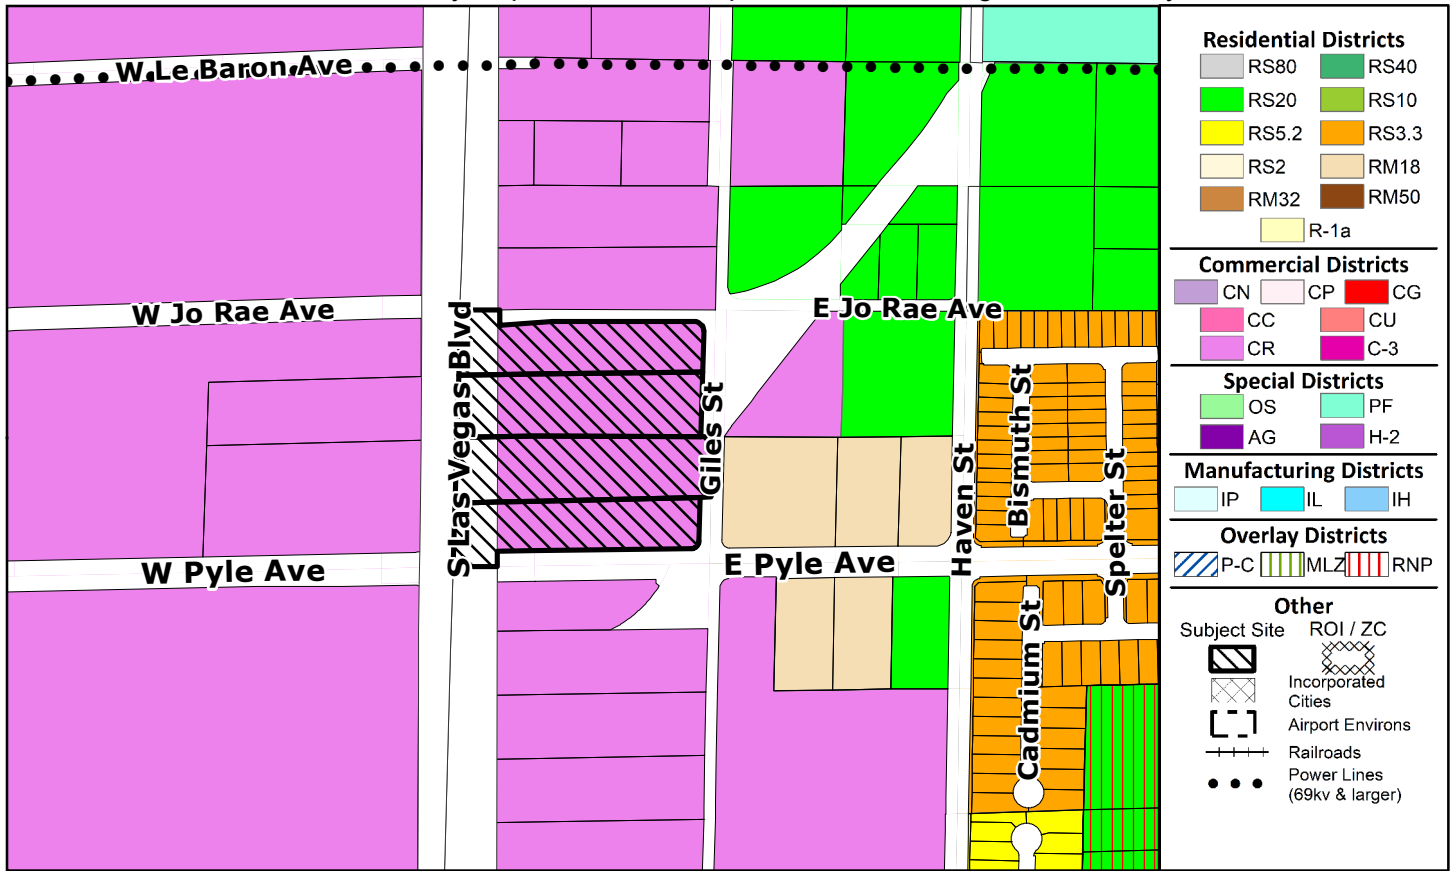 W Le Baron Ave
W Jo Rae Ave
E Jo Rae Ave
S Las Vegas Blvd
Giles St
Haven St
Bismuth St
Spelter St
W Pyle Ave
E Pyle Ave
Cadmium St
Residential Districts
RS80 RS40
RS20 RS10
RS5.2 RS3.3
RS2 RM18
RM32 RM50
R-1a
Commercial Districts
CN CP CG
CC CU
CR C-3
Special Districts
OS PF
AG H-2
Manufacturing Districts
IP IL IH
Overlay Districts
P-C MLZ RNP
Other
Subject Site ROI / ZC
Incorporated
Cities
Airport Environs
Railroads
Power Lines
(69kv & larger)